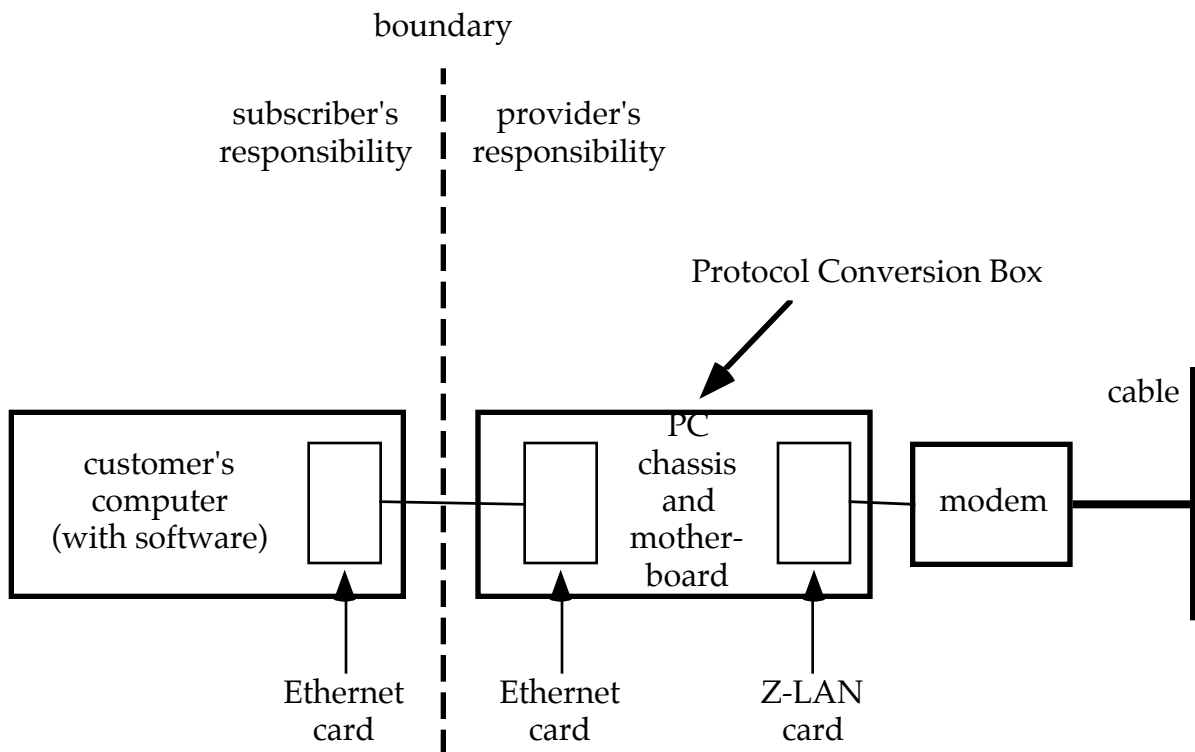 boundary
subscriber's
responsibility
provider's
responsibility
Protocol Conversion Box
cable
customer's
computer
(with software)
PC
chassis
and
mother-
board
modem
Ethernet
card
Ethernet
card
Z-LAN
card